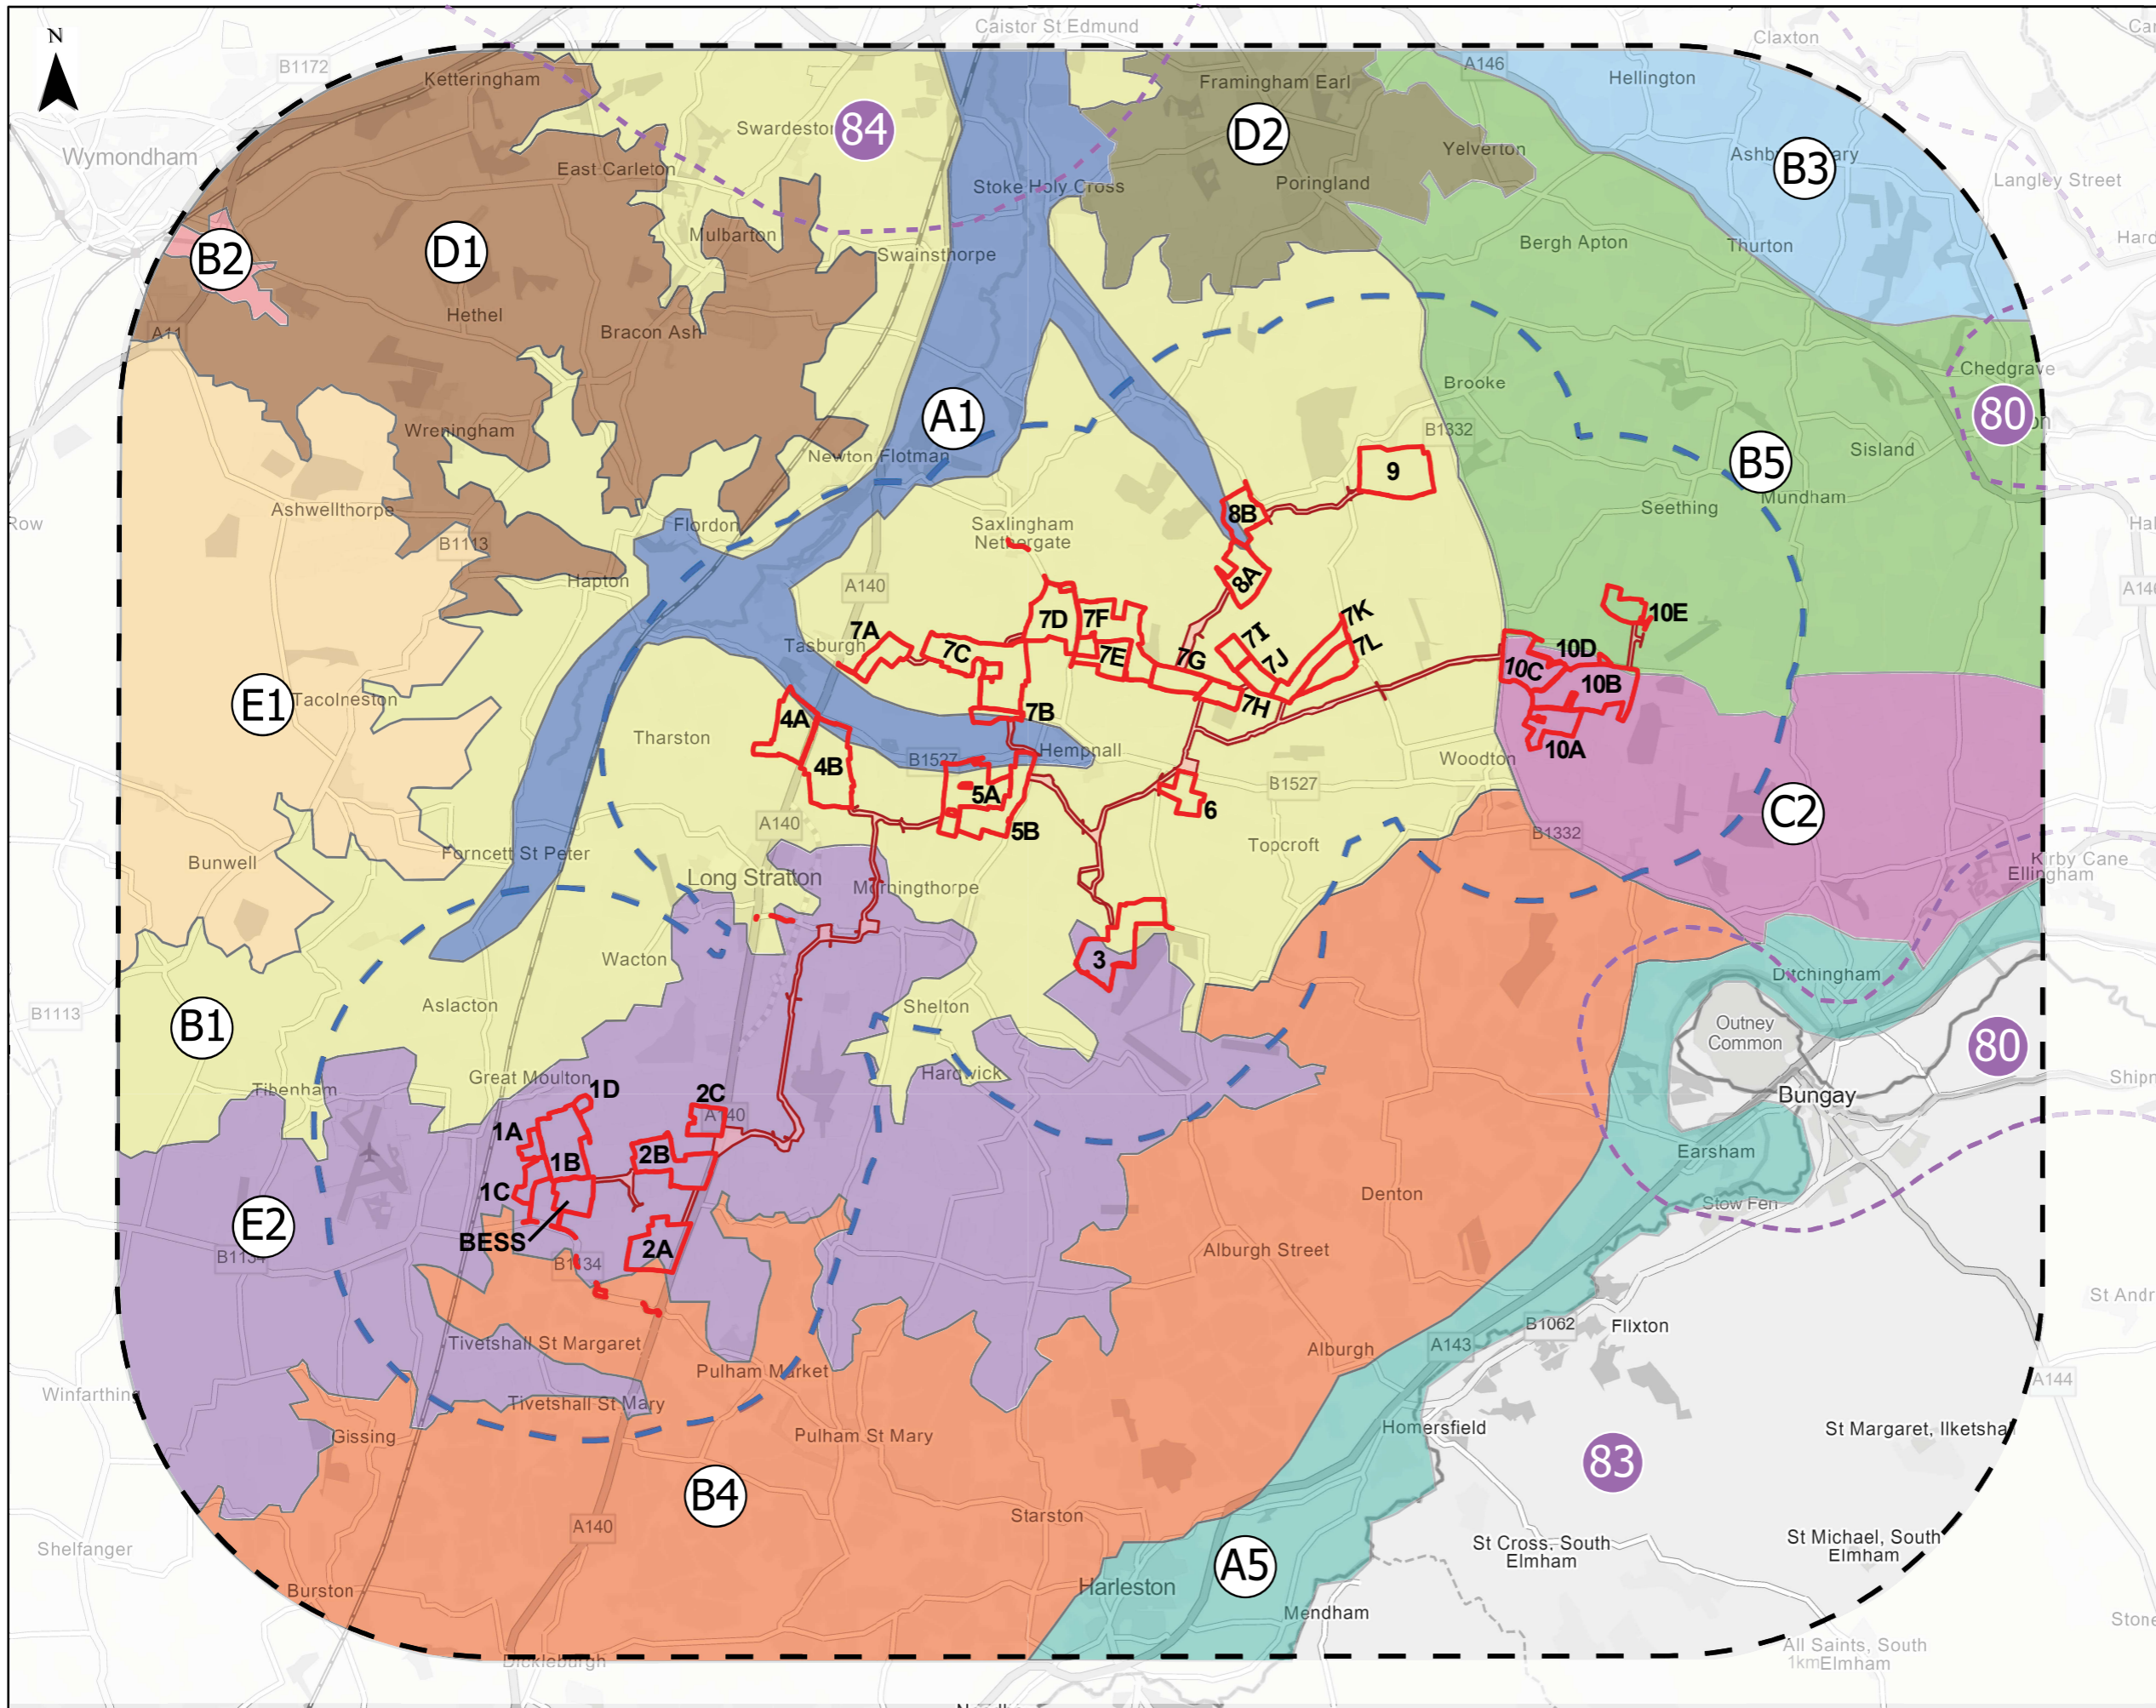 N
Caistor St Edmund
Claxton
B1172
Ketteringham
Framingham Earl
A146
Hellington
84
D2
Wymondham
East Carleton
Yelverton
B3
Langley Street
Stoke Holy Cross
Poringland
B2
D1
Mulbarton
Swainsthorpe
Bergh Apton
Thurton
Hethel
A11
Bracon Ash
Chedgrave
Brooke
A1
80
Wreningham
B1332
Newton Flotman
B5
Sisland
9
Mundham
Ashwellthorpe
Seething
8B
Row
Flordon
Saxlingham
Nethergate
B1113
Hapton
A140
8A
7K
10E
7A
7D
7F
7I
7L
Tasburgh
7C
7E
7G
7J
10D
10C
10B
E1
Tacolneston
7B
7H
4A
Tharston
Hempnall
10A
B1527
Woodton
4B
B1527
5A
6
C2
A140
5B
Topcroft
B1332
Forncett St Peter
Bunwell
Kirby Cane
Ellingham
Long Stratton
Morningthorpe
Wacton
3
Ditchingham
Aslacton
Shelton
B1113
B1
Outney
Common
80
Great Moulton
Hardwick
Tibenham
1D
2C
A140
Bungay
1A
1B
2B
Earsham
1C
Denton
Stow Fen
E2
BESS
2A
B1134
B1134
Alburgh Street
Flixton
B1062
Tivetshall St Margaret
Alburgh
A143
Pulham Market
A144
Winfarthing
Tivetshall St Mary
Homersfield
St Margaret, Ilketshal
Gissing
Pulham St Mary
83
B4
Starston
A140
St Cross, South
Elmham
St Michael, South
Elmham
Shelfanger
A5
Burston
Harleston
Mendham
All Saints, South
Elmham
1km
Dickleburgh